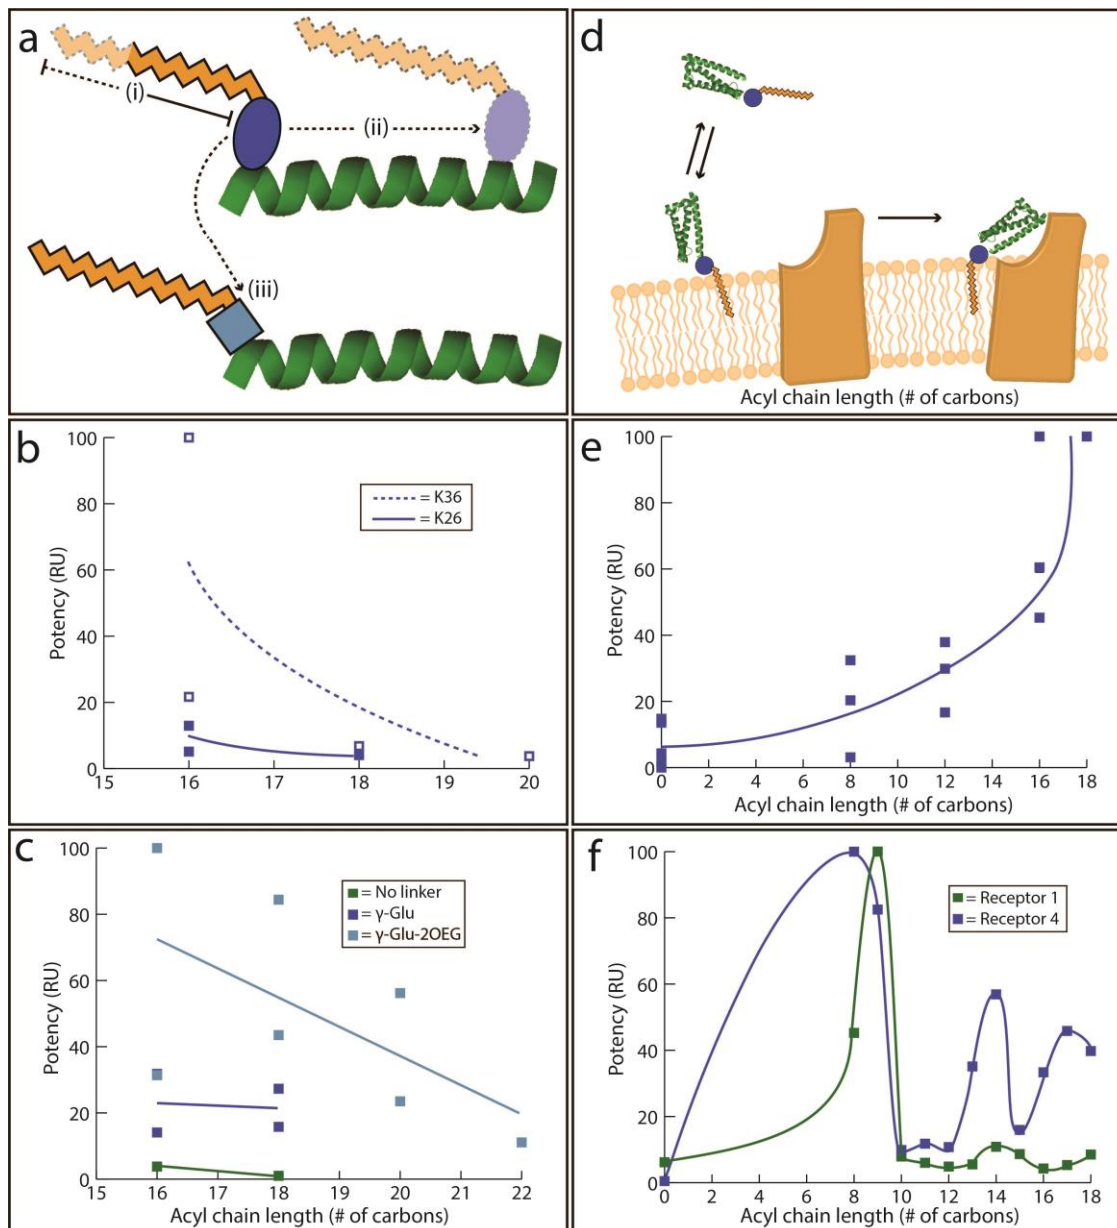 a
(i)
(ii)
(iii)
d
Acyl chain length (# of carbons)
b
100
80
60
40
20
0
Potency (RU)
= K36
= K26
15 16 17 18 19 20
Acyl chain length (# of carbons)
e
100
80
60
40
20
0
Potency (RU)
0 2 4 6 8 10 12 14 16 18
Acyl chain length (# of carbons)
c
100
80
60
40
20
0
Potency (RU)
= No linker
= γ-Glu
= γ-Glu-2OEG
15 16 17 18 19 20 21 22
Acyl chain length (# of carbons)
f
100
80
60
40
20
0
Potency (RU)
= Receptor 1
= Receptor 4
0 2 4 6 8 10 12 14 16 18
Acyl chain length (# of carbons)